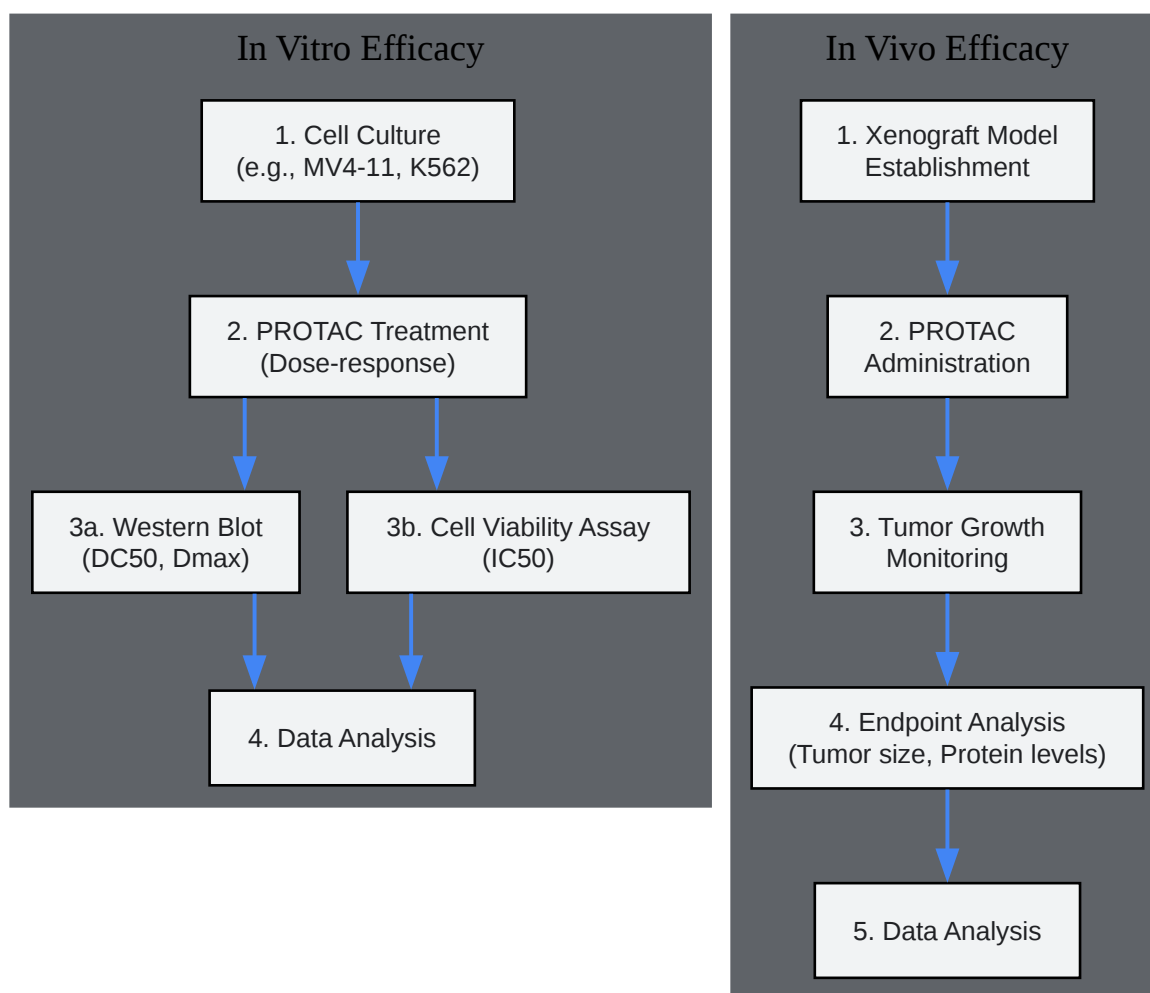 In Vitro Efficacy
1. Cell Culture
(e.g., MV4-11, K562)
2. PROTAC Treatment
(Dose-response)
3a. Western Blot
(DC50, Dmax)
3b. Cell Viability Assay
(IC50)
4. Data Analysis
In Vivo Efficacy
1. Xenograft Model
Establishment
2. PROTAC
Administration
3. Tumor Growth
Monitoring
4. Endpoint Analysis
(Tumor size, Protein levels)
5. Data Analysis